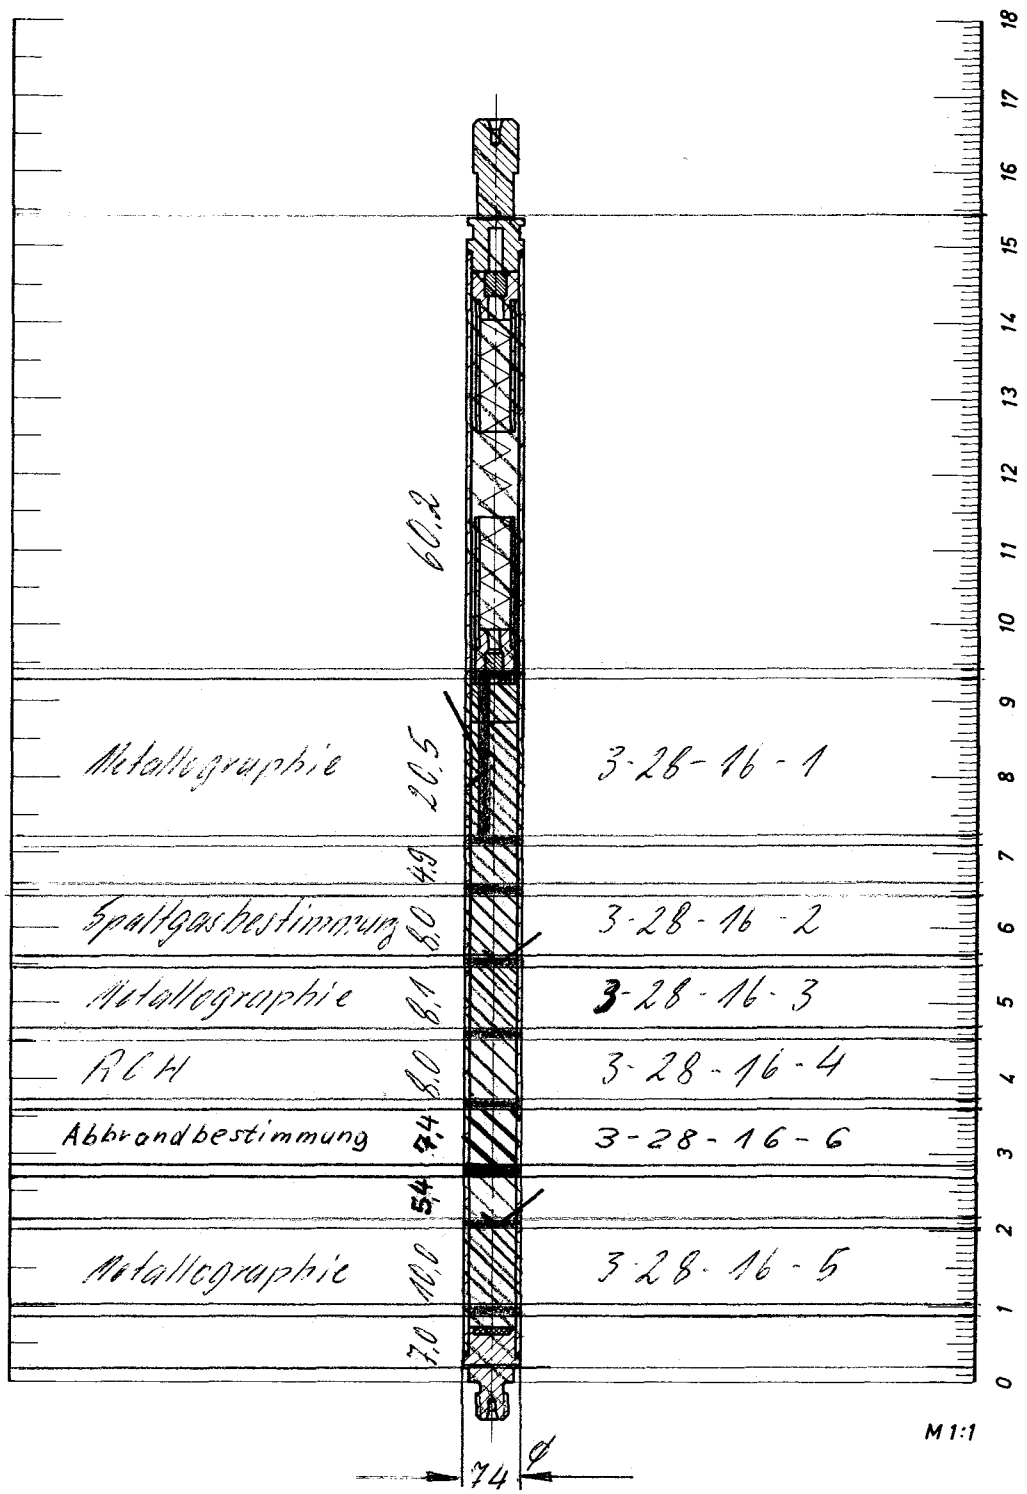 18
17
16
15
14
13
12
60,2
11
10
9
Metallographie 20,5 3-28-16-1
8
7
4,9
Spaltgasbestimmung 8,0 3-28-16-2
6
Metallographie 8,1 3-28-16-3
5
RCH 8,0 3-28-16-4
4
Abbrandbestimmung 7,4 3-28-16-6
3
5,4
2
Metallographie 10,0 3-28-16-5
1
7,0
0
M 1:1
74 φ